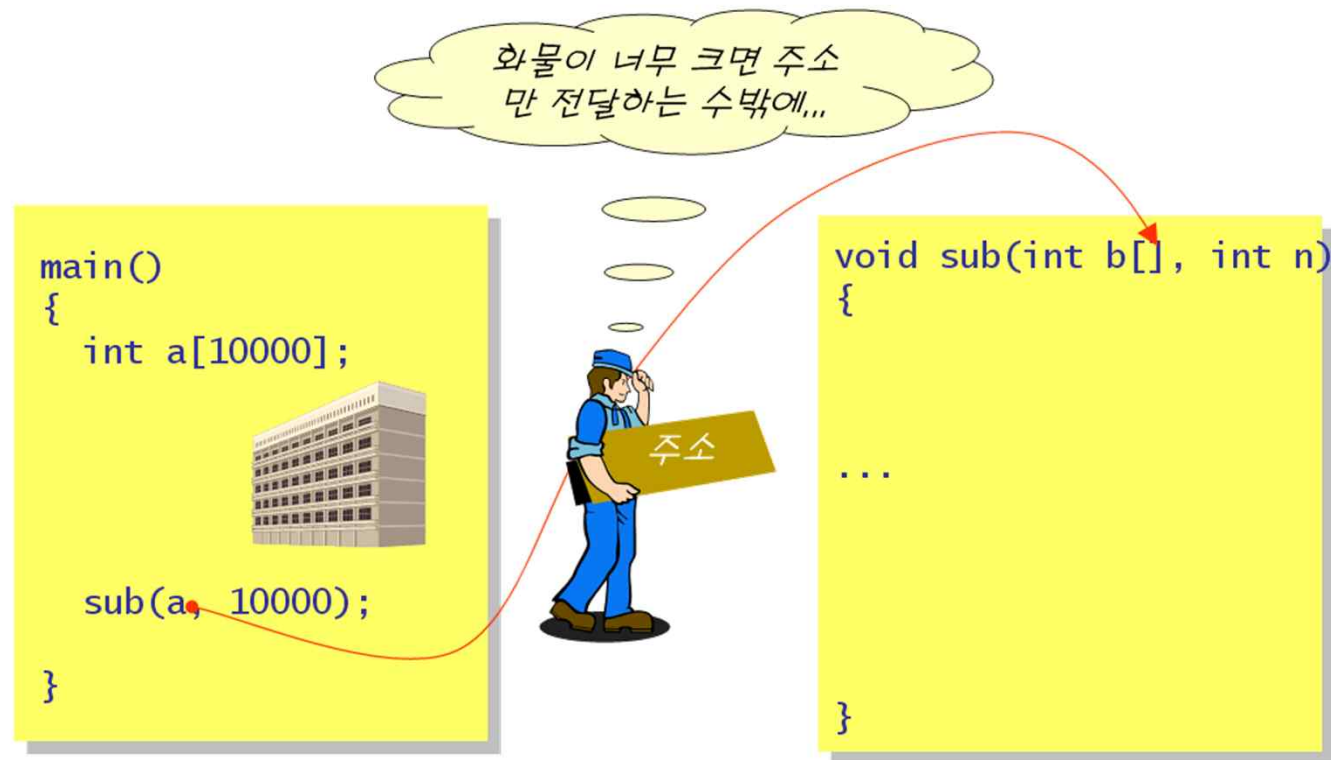 화물이 너무 크면 주소
만 전달하는 수밖에...
main()
{
int a[10000];
sub(a, 10000);
}
주소
void sub(int b[], int n)
{
...
}